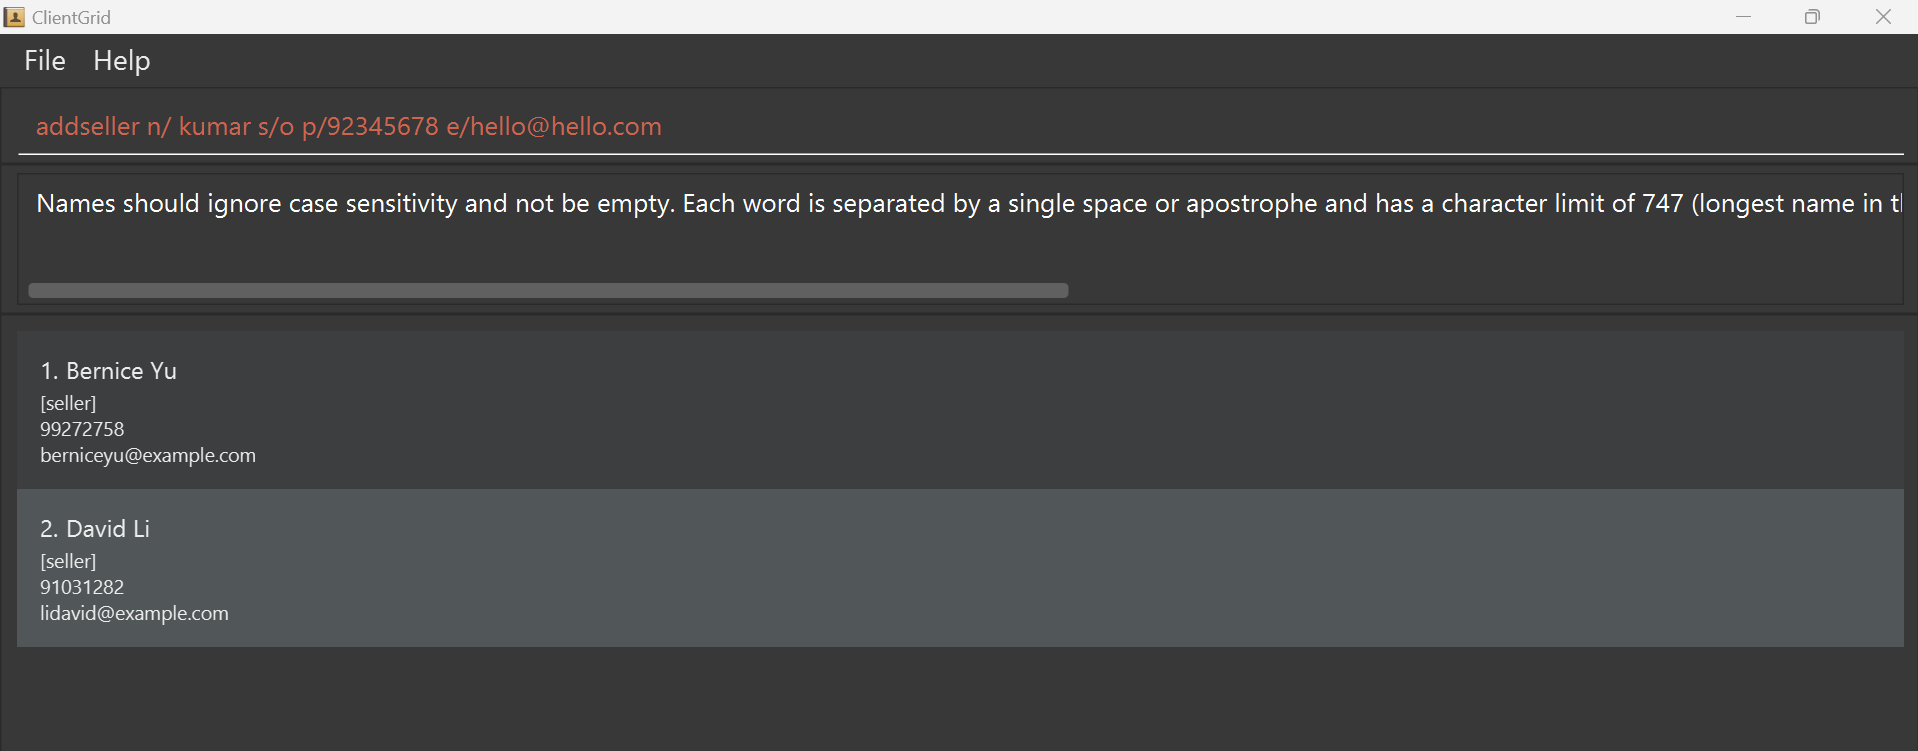 ClientGrid
File Help
addseller n/ kumar s/o p/92345678 e/hello@hello.com
Names should ignore case sensitivity and not be empty. Each word is separated by a single space or apostrophe and has a character limit of 747 (longest name in
1. Bernice Yu
[seller]
99272758
berniceyu@example.com
2. David Li
[seller]
91031282
lidavid@example.com